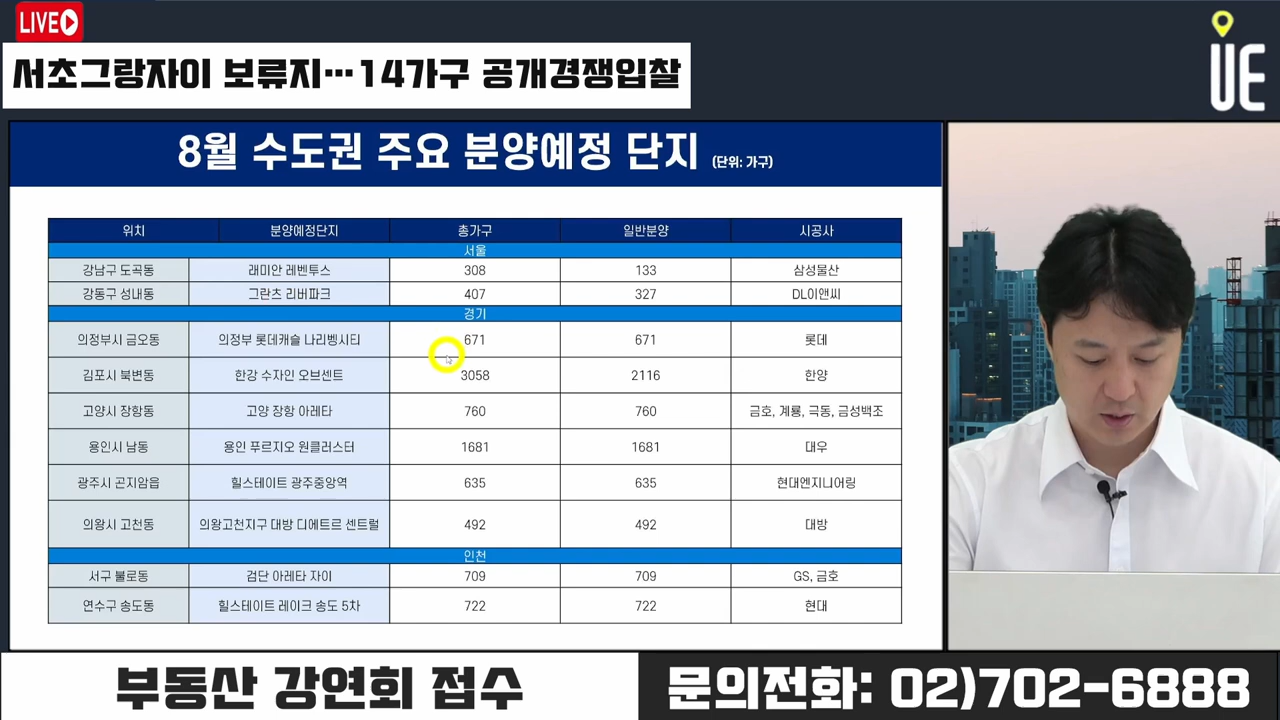 LIVE
서초그랑자이 보류지…14가구 공개경쟁입찰
UE
8월 수도권 주요 분양예정 단지 (단위: 가구)
위치 분양예정단지 총가구 일반분양 시공사
서울
강남구 도곡동 래미안 레벤투스 308 133 삼성물산
강동구 성내동 그란츠 리버파크 407 327 DL이앤씨
경기
의정부시 금오동 의정부 롯데캐슬 나리벵시티 671 671 롯데
김포시 북변동 한강 수자인 오브센트 3058 2116 한양
고양시 장항동 고양 장항 아레타 760 760 금호, 계룡, 극동, 금성백조
용인시 남동 용인 푸르지오 원클러스터 1681 1681 대우
광주시 곤지암읍 힐스테이트 광주중앙역 635 635 현대엔지니어링
의왕시 고천동 의왕고천지구 대방 디에트르 센트럴 492 492 대방
인천
서구 불로동 검단 아레타 자이 709 709 GS, 금호
연수구 송도동 힐스테이트 레이크 송도 5차 722 722 현대
부동산 강연회 접수
문의전화: 02)702-6888